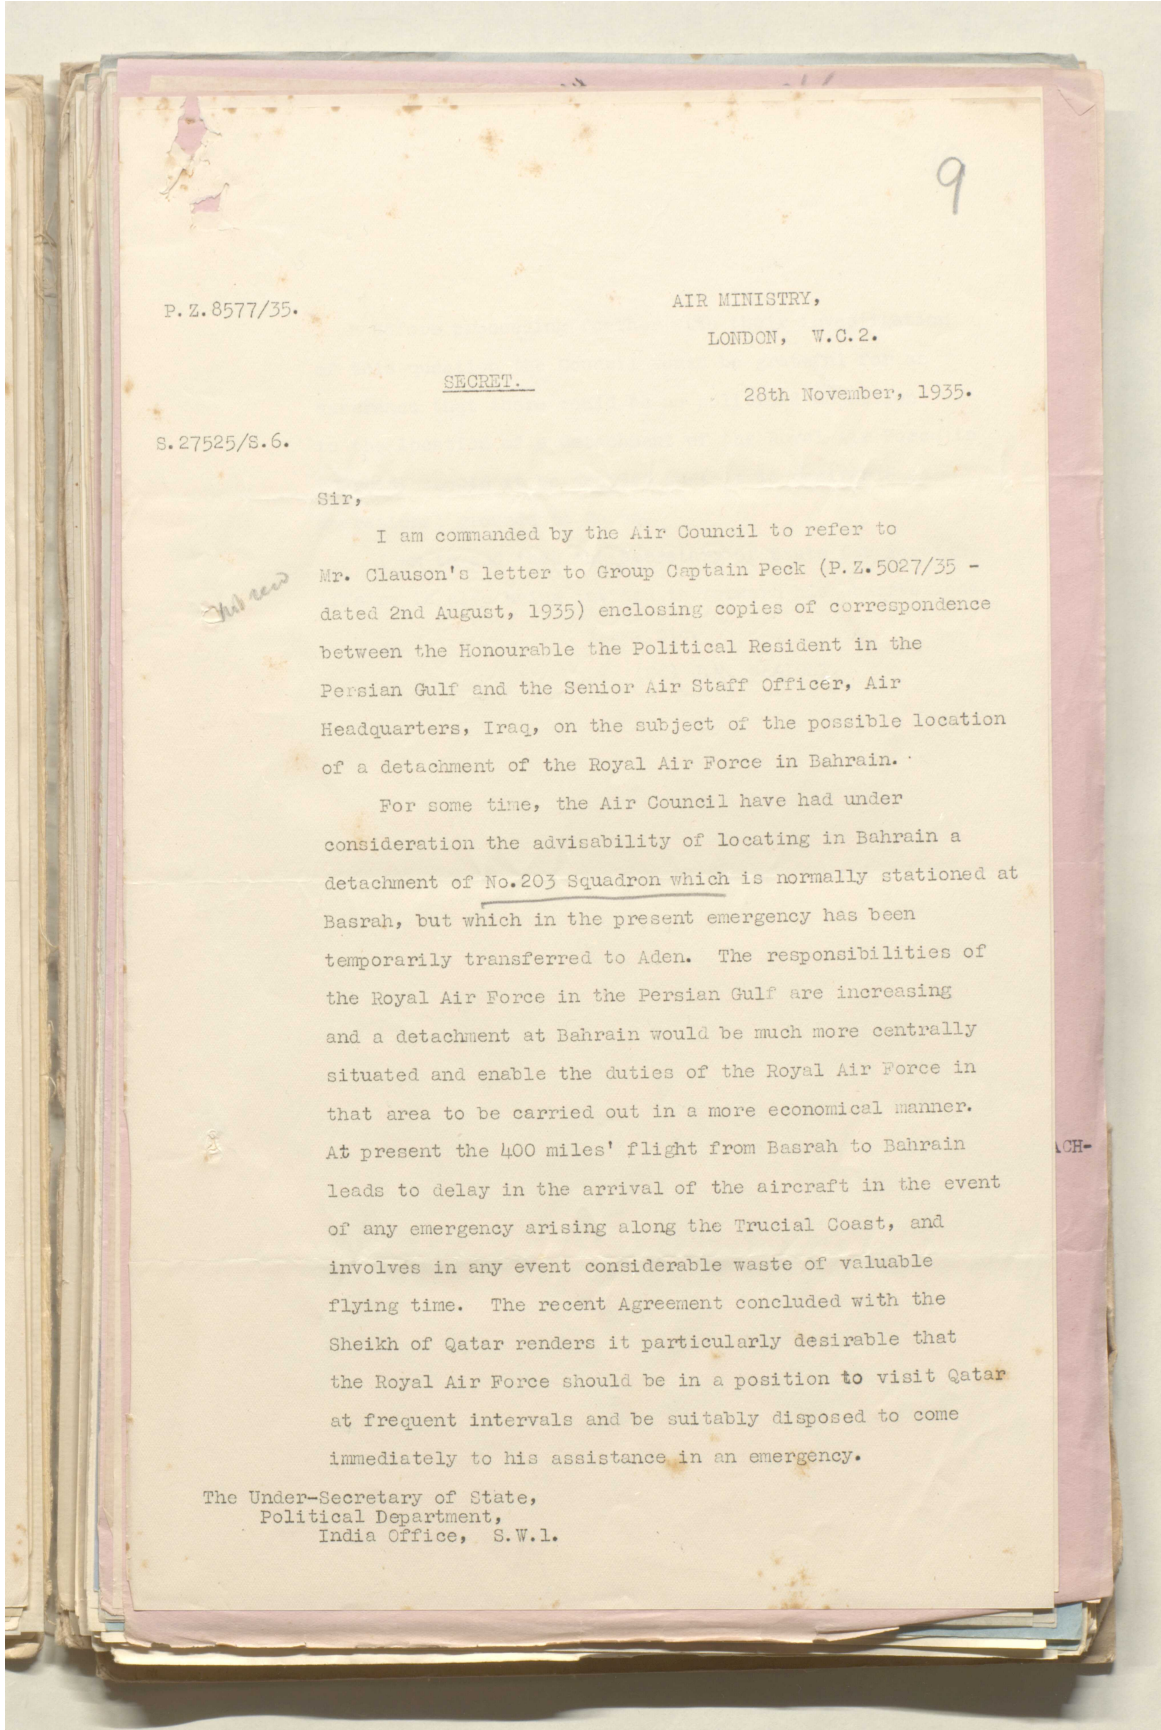 9
P.Z.8577/35.
AIR MINISTRY,
LONDON, W.C.2.
SECRET.
28th November, 1935.
S.27525/S.6.
Sir,
I am commanded by the Air Council to refer to
Mr. Clauson's letter to Group Captain Peck (P.Z.5027/35 -
dated 2nd August, 1935) enclosing copies of correspondence
between the Honourable the Political Resident in the
Persian Gulf and the Senior Air Staff Officer, Air
Headquarters, Iraq, on the subject of the possible location
of a detachment of the Royal Air Force in Bahrain.
For some time, the Air Council have had under
consideration the advisability of locating in Bahrain a
detachment of No.203 Squadron which is normally stationed at
Basrah, but which in the present emergency has been
temporarily transferred to Aden. The responsibilities of
the Royal Air Force in the Persian Gulf are increasing
and a detachment at Bahrain would be much more centrally
situated and enable the duties of the Royal Air Force in
that area to be carried out in a more economical manner.
At present the 400 miles' flight from Basrah to Bahrain
leads to delay in the arrival of the aircraft in the event
of any emergency arising along the Trucial Coast, and
involves in any event considerable waste of valuable
flying time. The recent Agreement concluded with the
Sheikh of Qatar renders it particularly desirable that
the Royal Air Force should be in a position to visit Qatar
at frequent intervals and be suitably disposed to come
immediately to his assistance in an emergency.
The Under-Secretary of State,
Political Department,
India Office, S.W.1.
ACH-